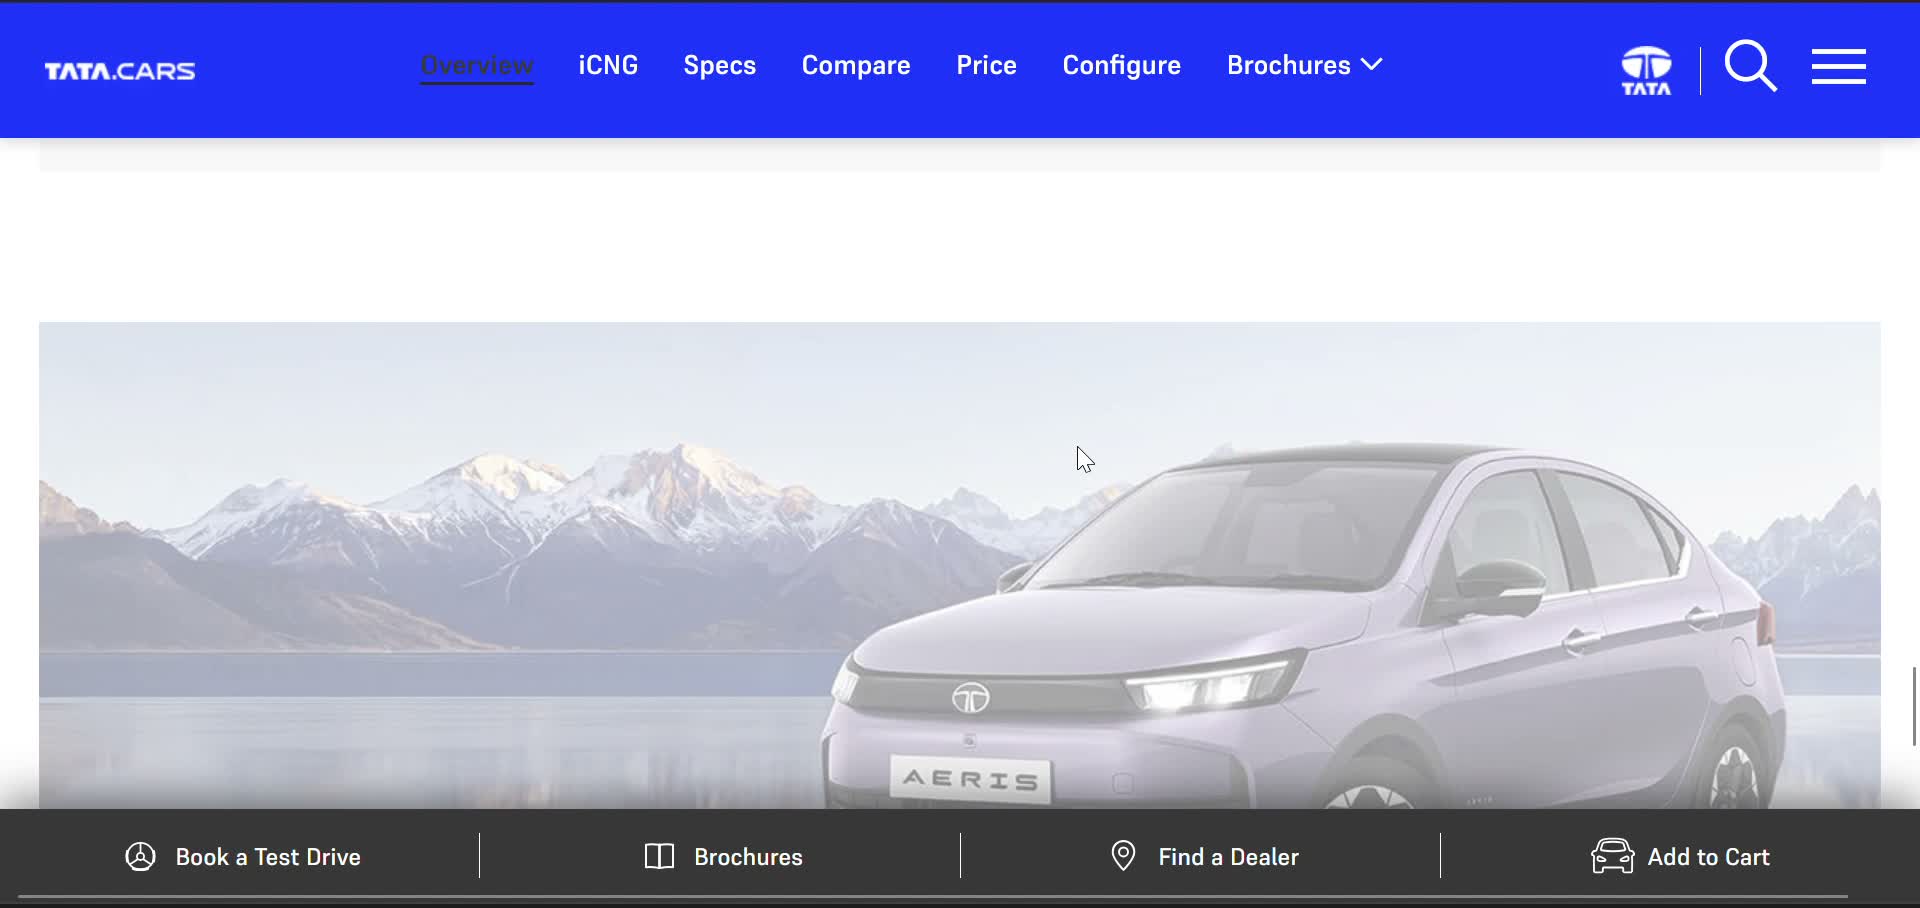 TATA.CARS
Overview
iCNG
Specs
Compare
Price
Configure
Brochures
TATA
AERIS
Book a Test Drive
Brochures
Find a Dealer
Add to Cart